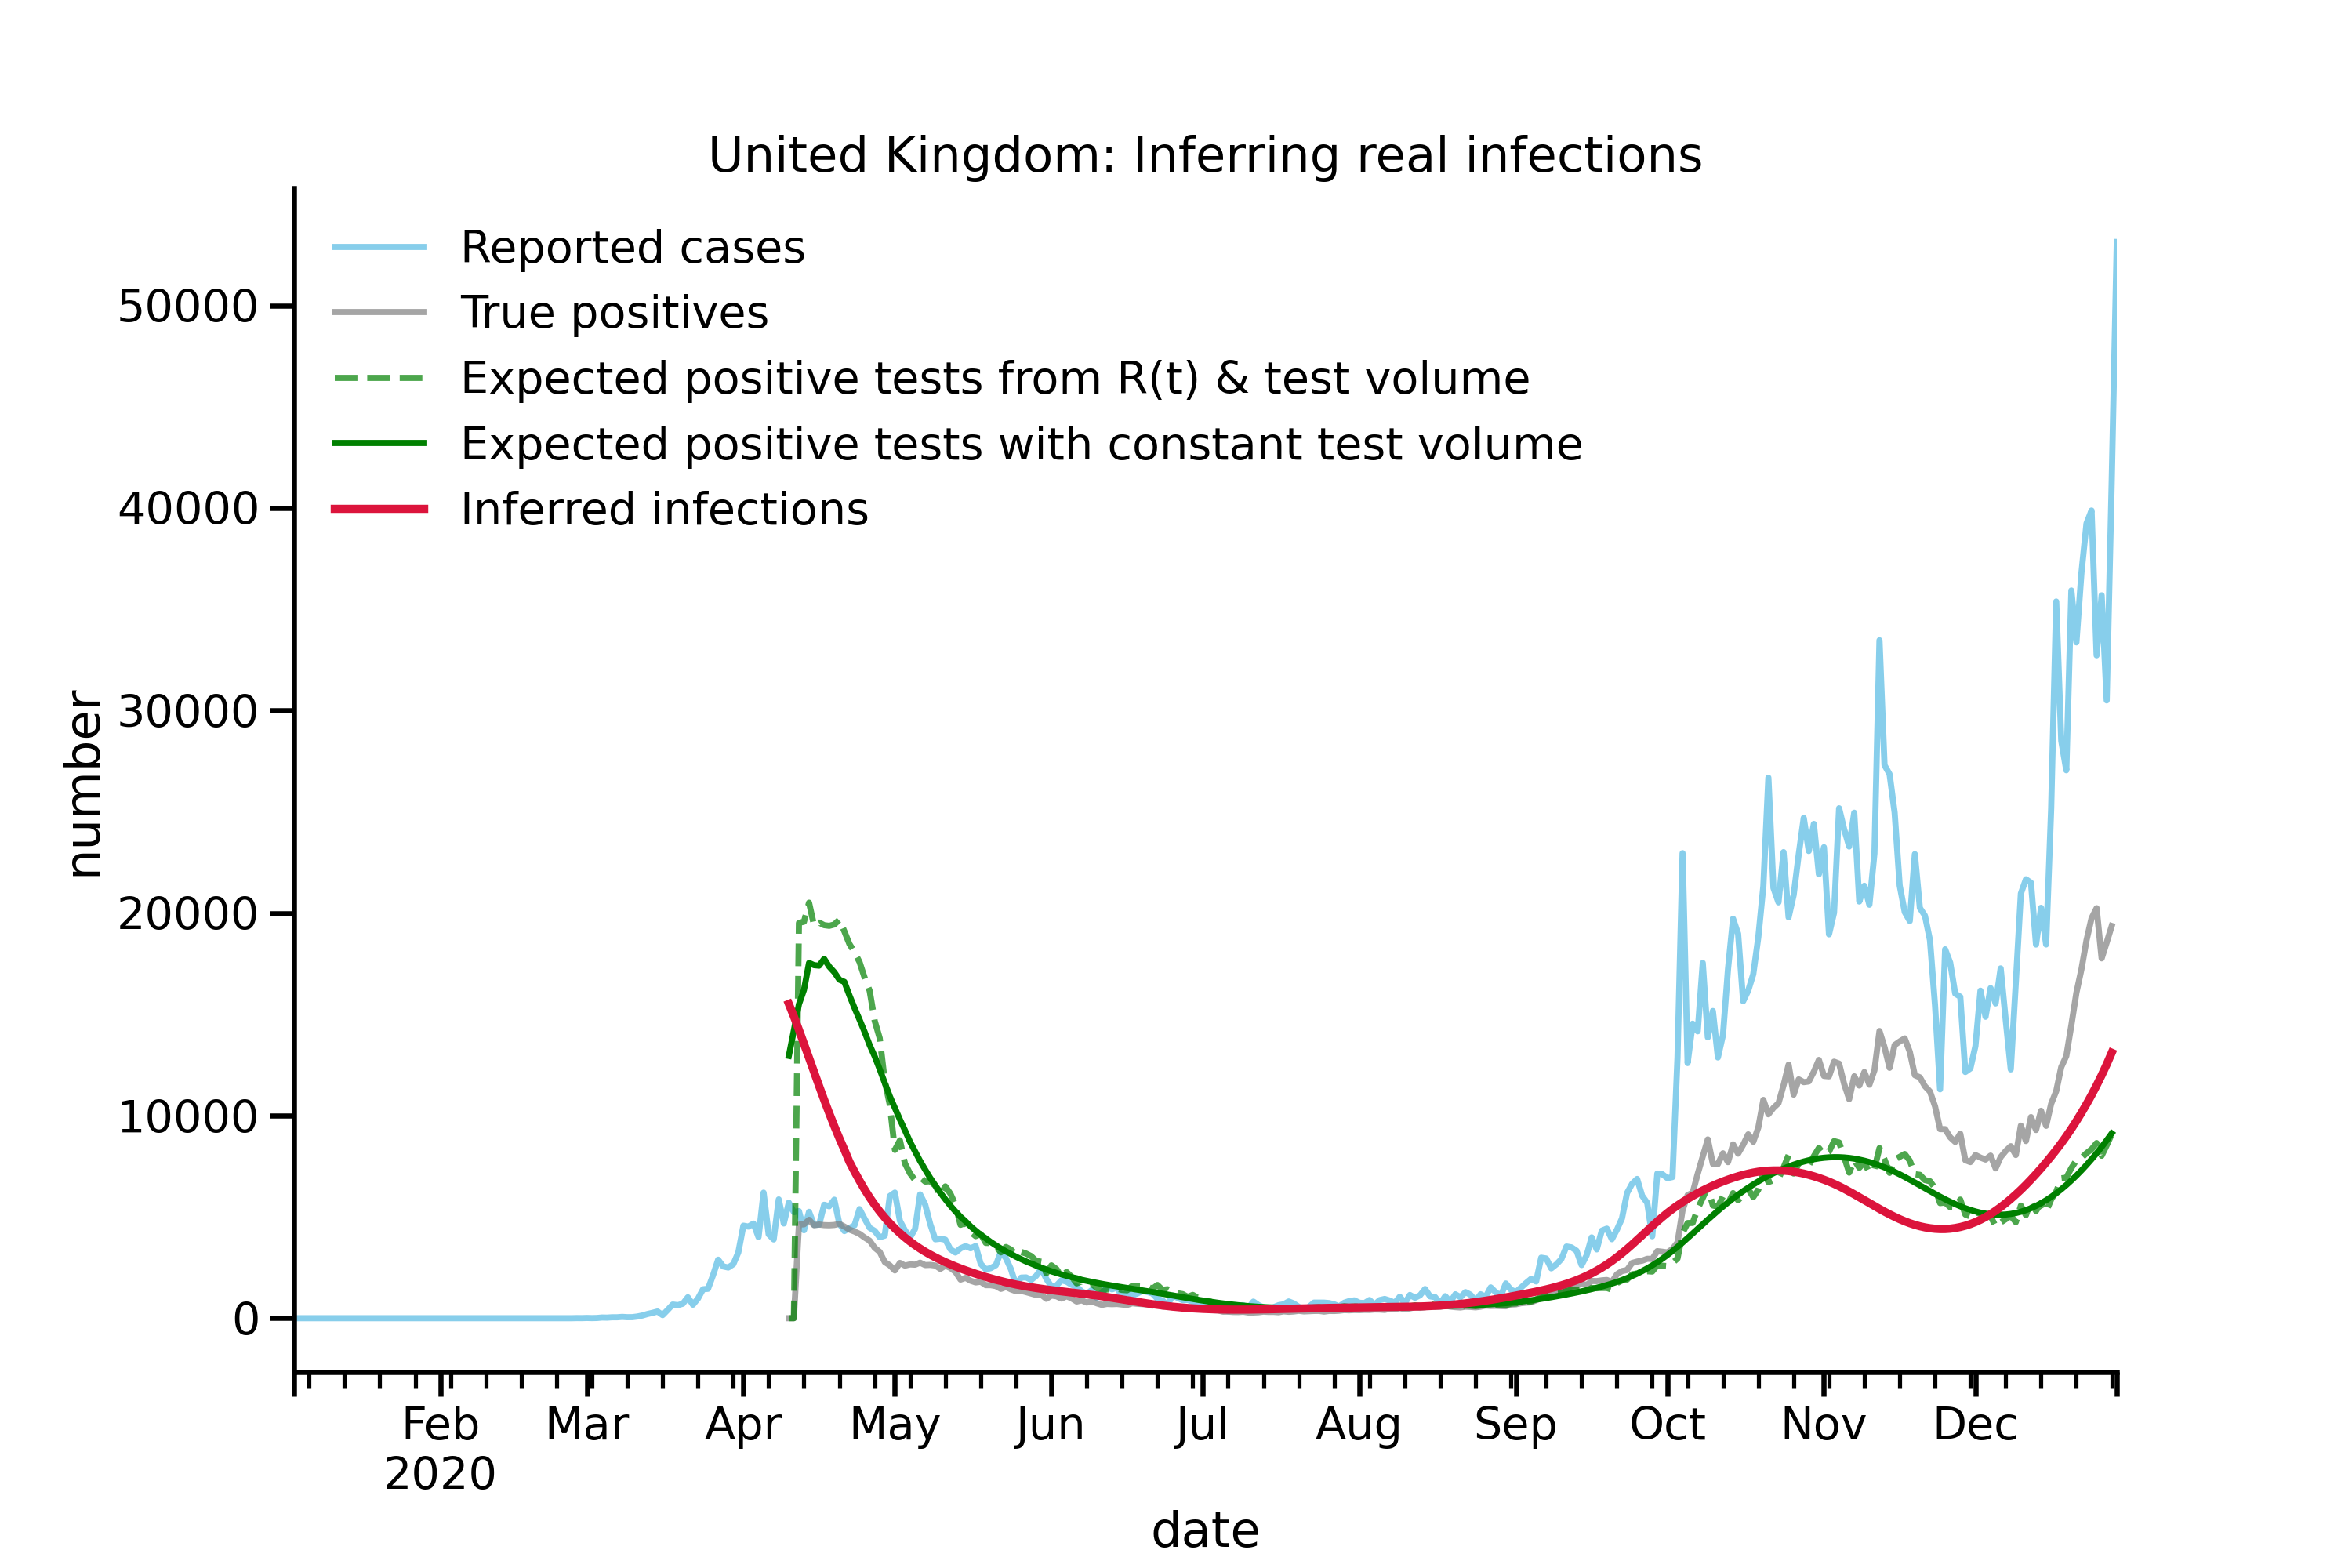 United Kingdom: Inferring real infections
Reported cases
True positives
Expected positive tests from R(t) & test volume
Expected positive tests with constant test volume
Inferred infections
number
50000
40000
30000
20000
10000
0
Feb Mar Apr May Jun Jul Aug Sep Oct Nov Dec
2020
date